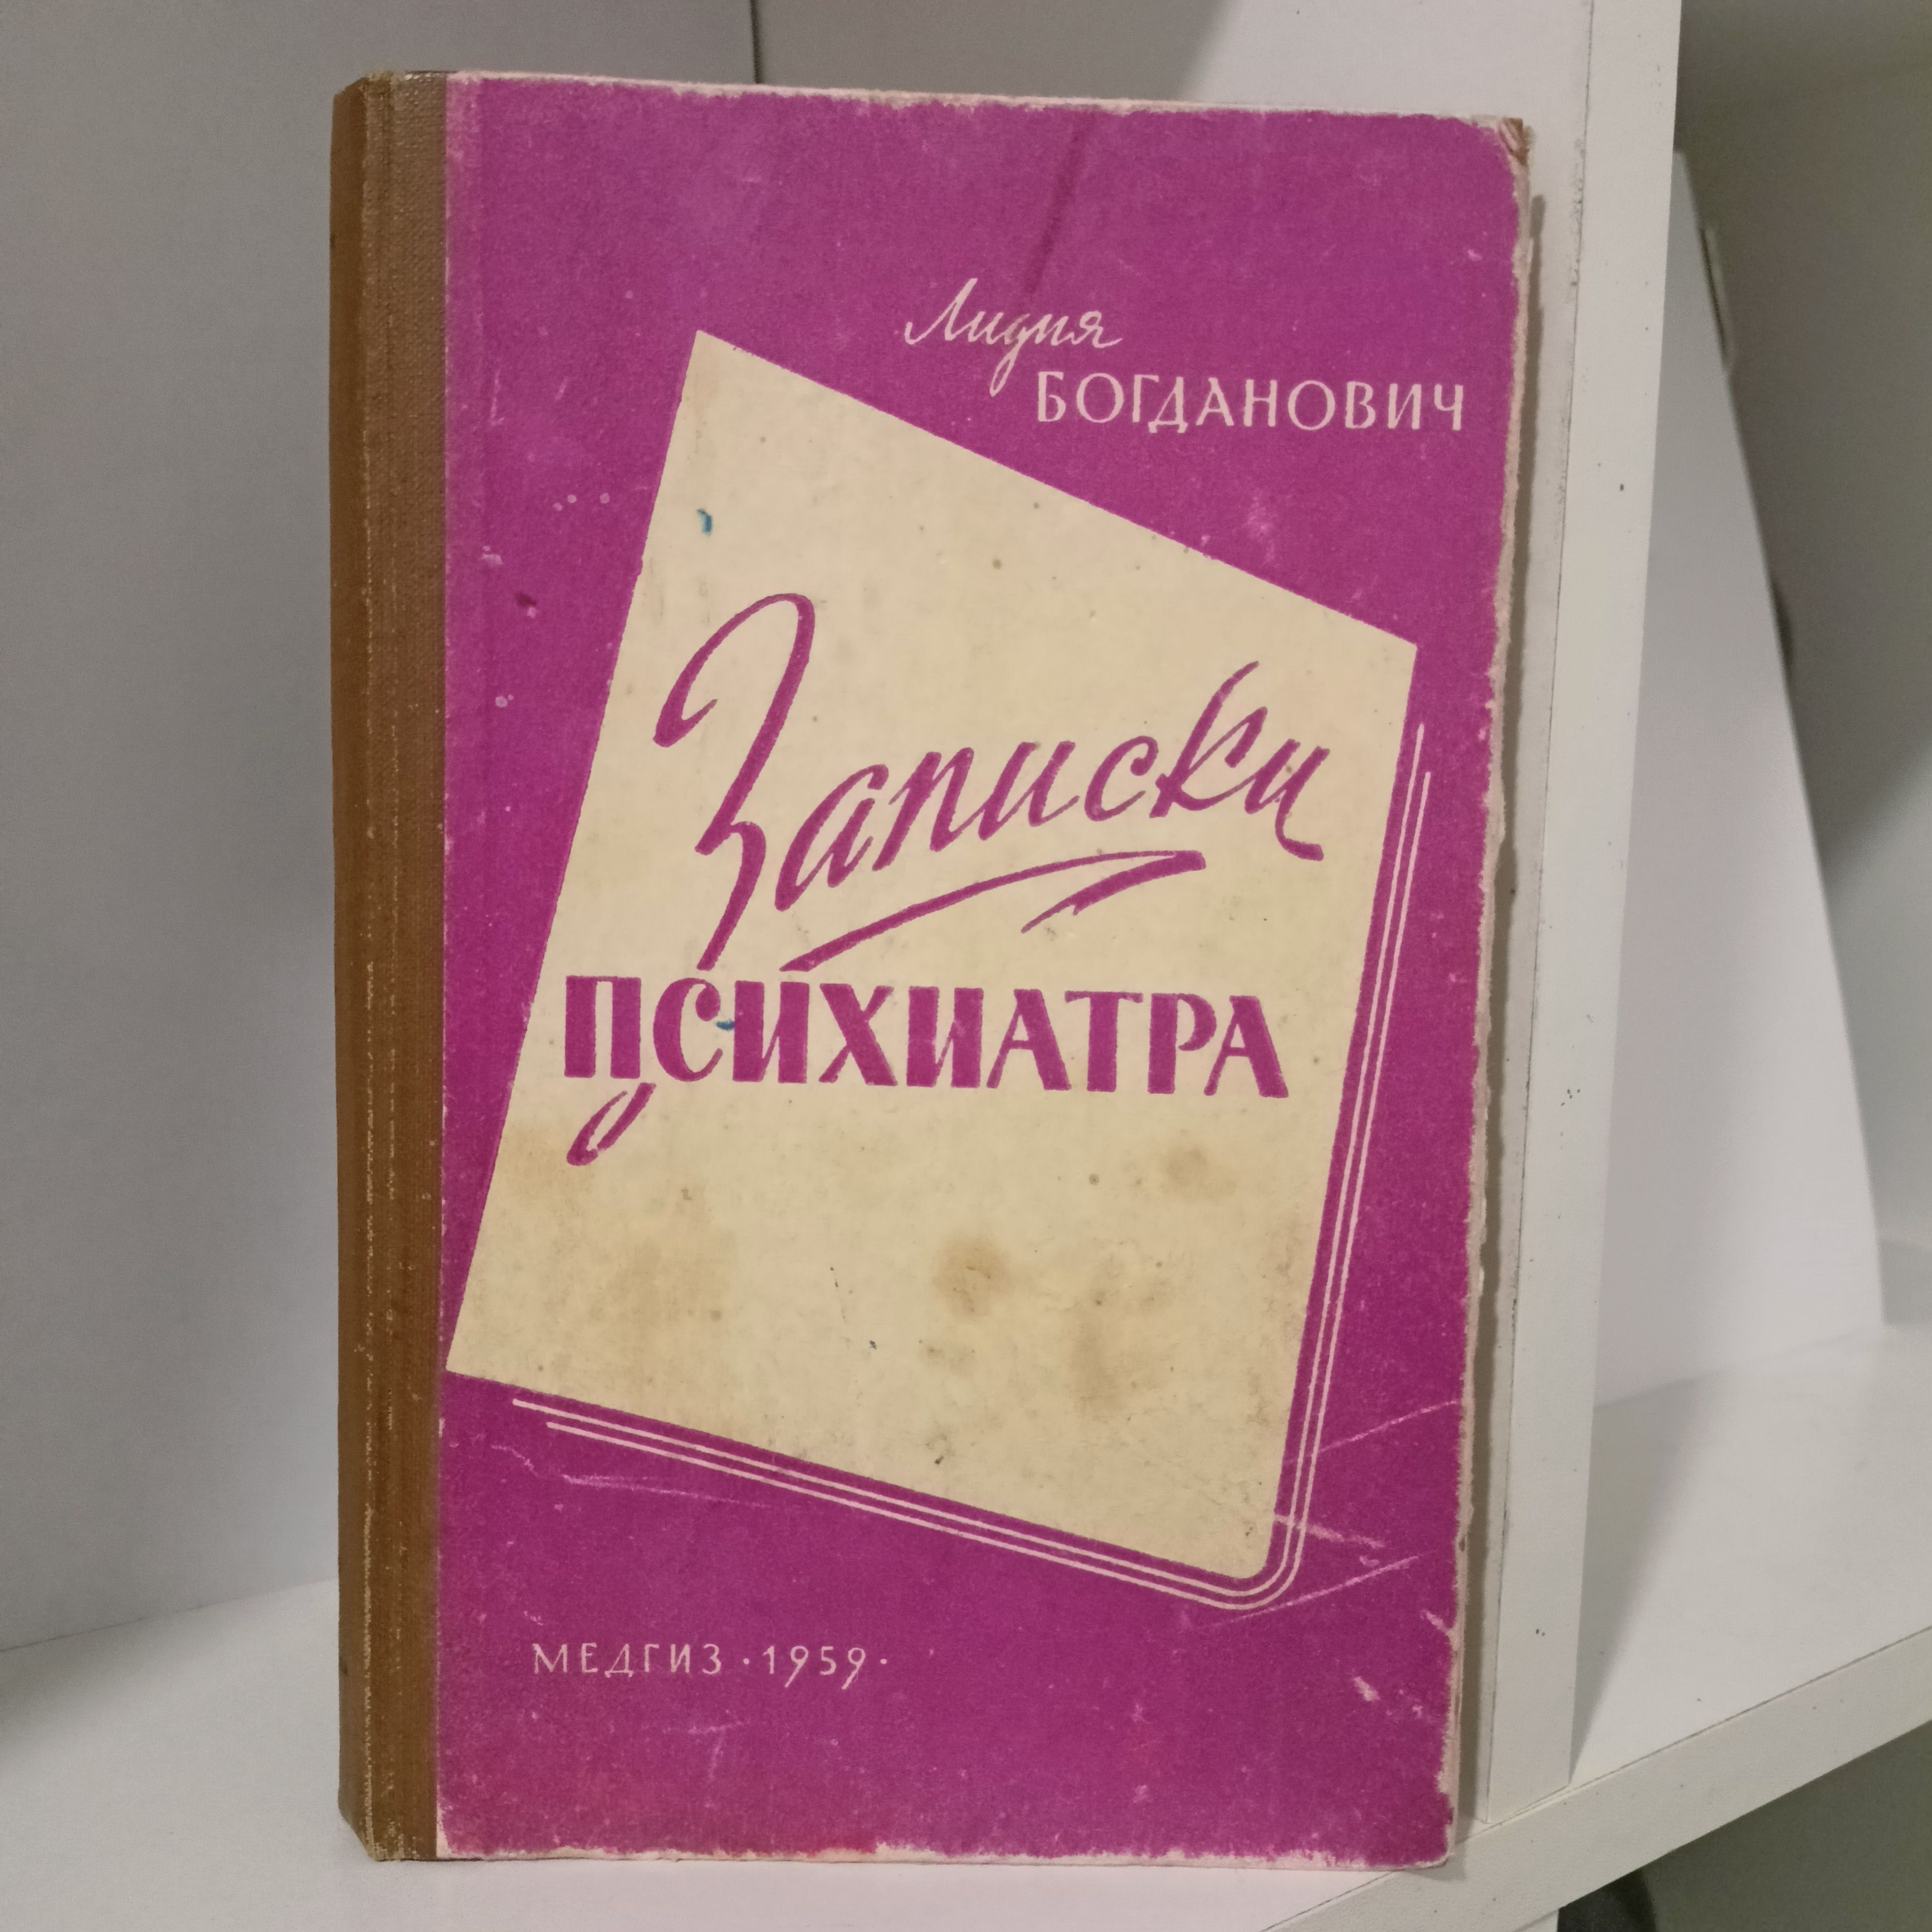 Лидия
БОГДАНОВИЧ
Записки
ПСИХИАТРА
МЕДГИЗ · 1959 ·